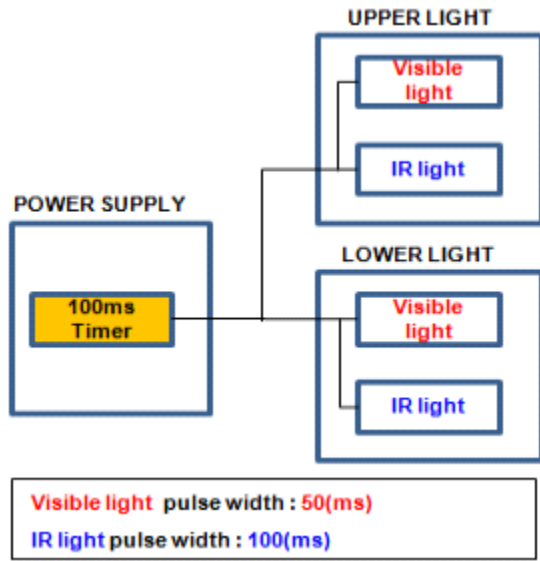 UPPER LIGHT
Visible
light
IR light
POWER SUPPLY
100ms
Timer
LOWER LIGHT
Visible
light
IR light
Visible light pulse width : 50(ms)
IR light pulse width : 100(ms)